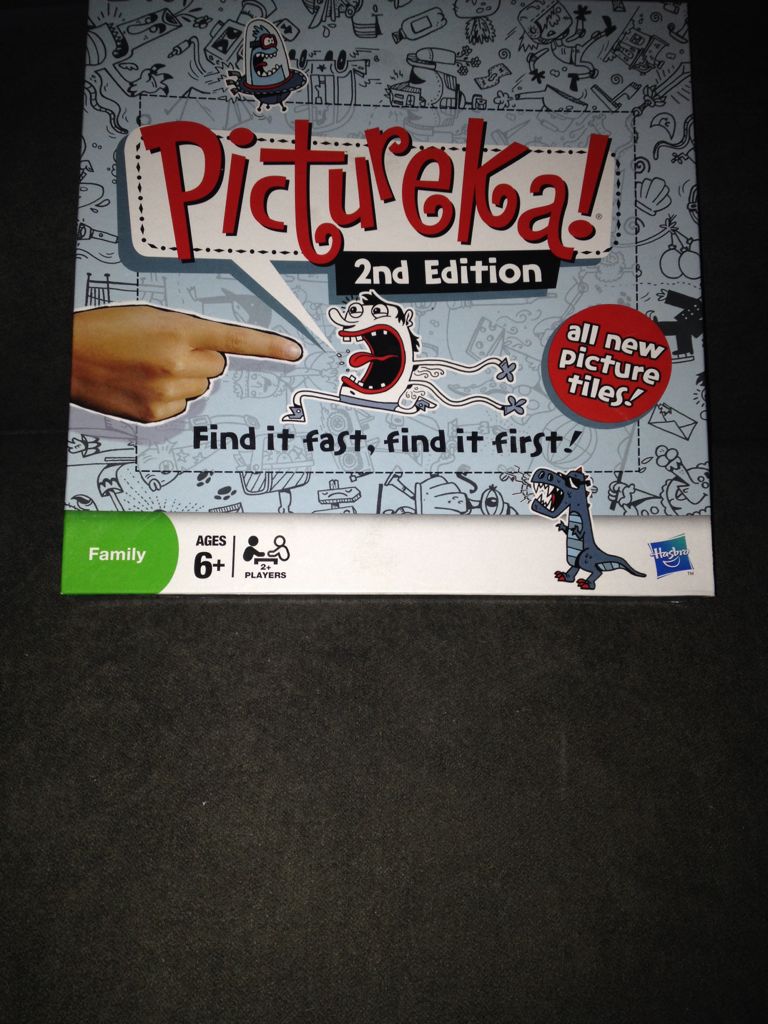 Pictureka!
®
2nd Edition
all new
picture
tiles!
Find it fast, find it first!
Family
AGES
6+
2+
PLAYERS
Hasbro
TM